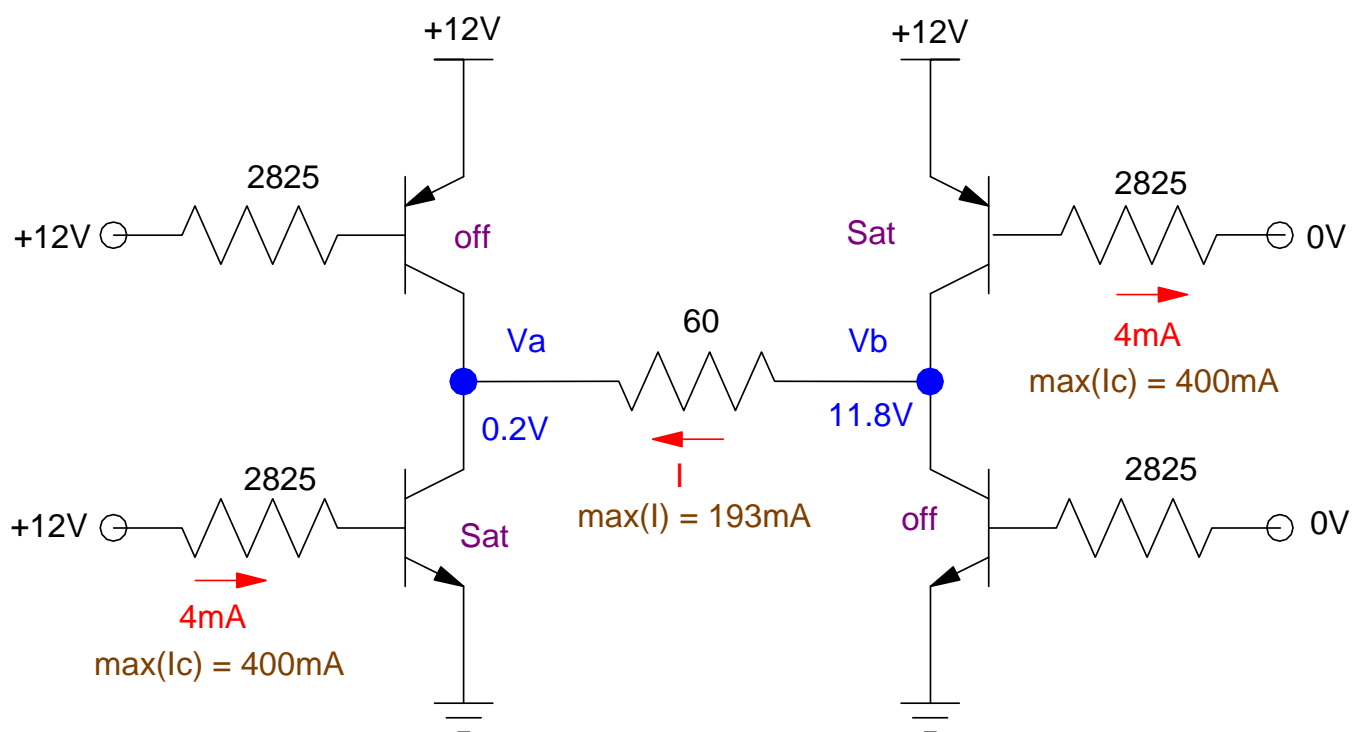 +12V
+12V
2825
2825
+12V
off
Sat
0V
60
Va
Vb
4mA
max(Ic) = 400mA
0.2V
11.8V
2825
2825
I
+12V
max(I) = 193mA
off
0V
Sat
4mA
max(Ic) = 400mA